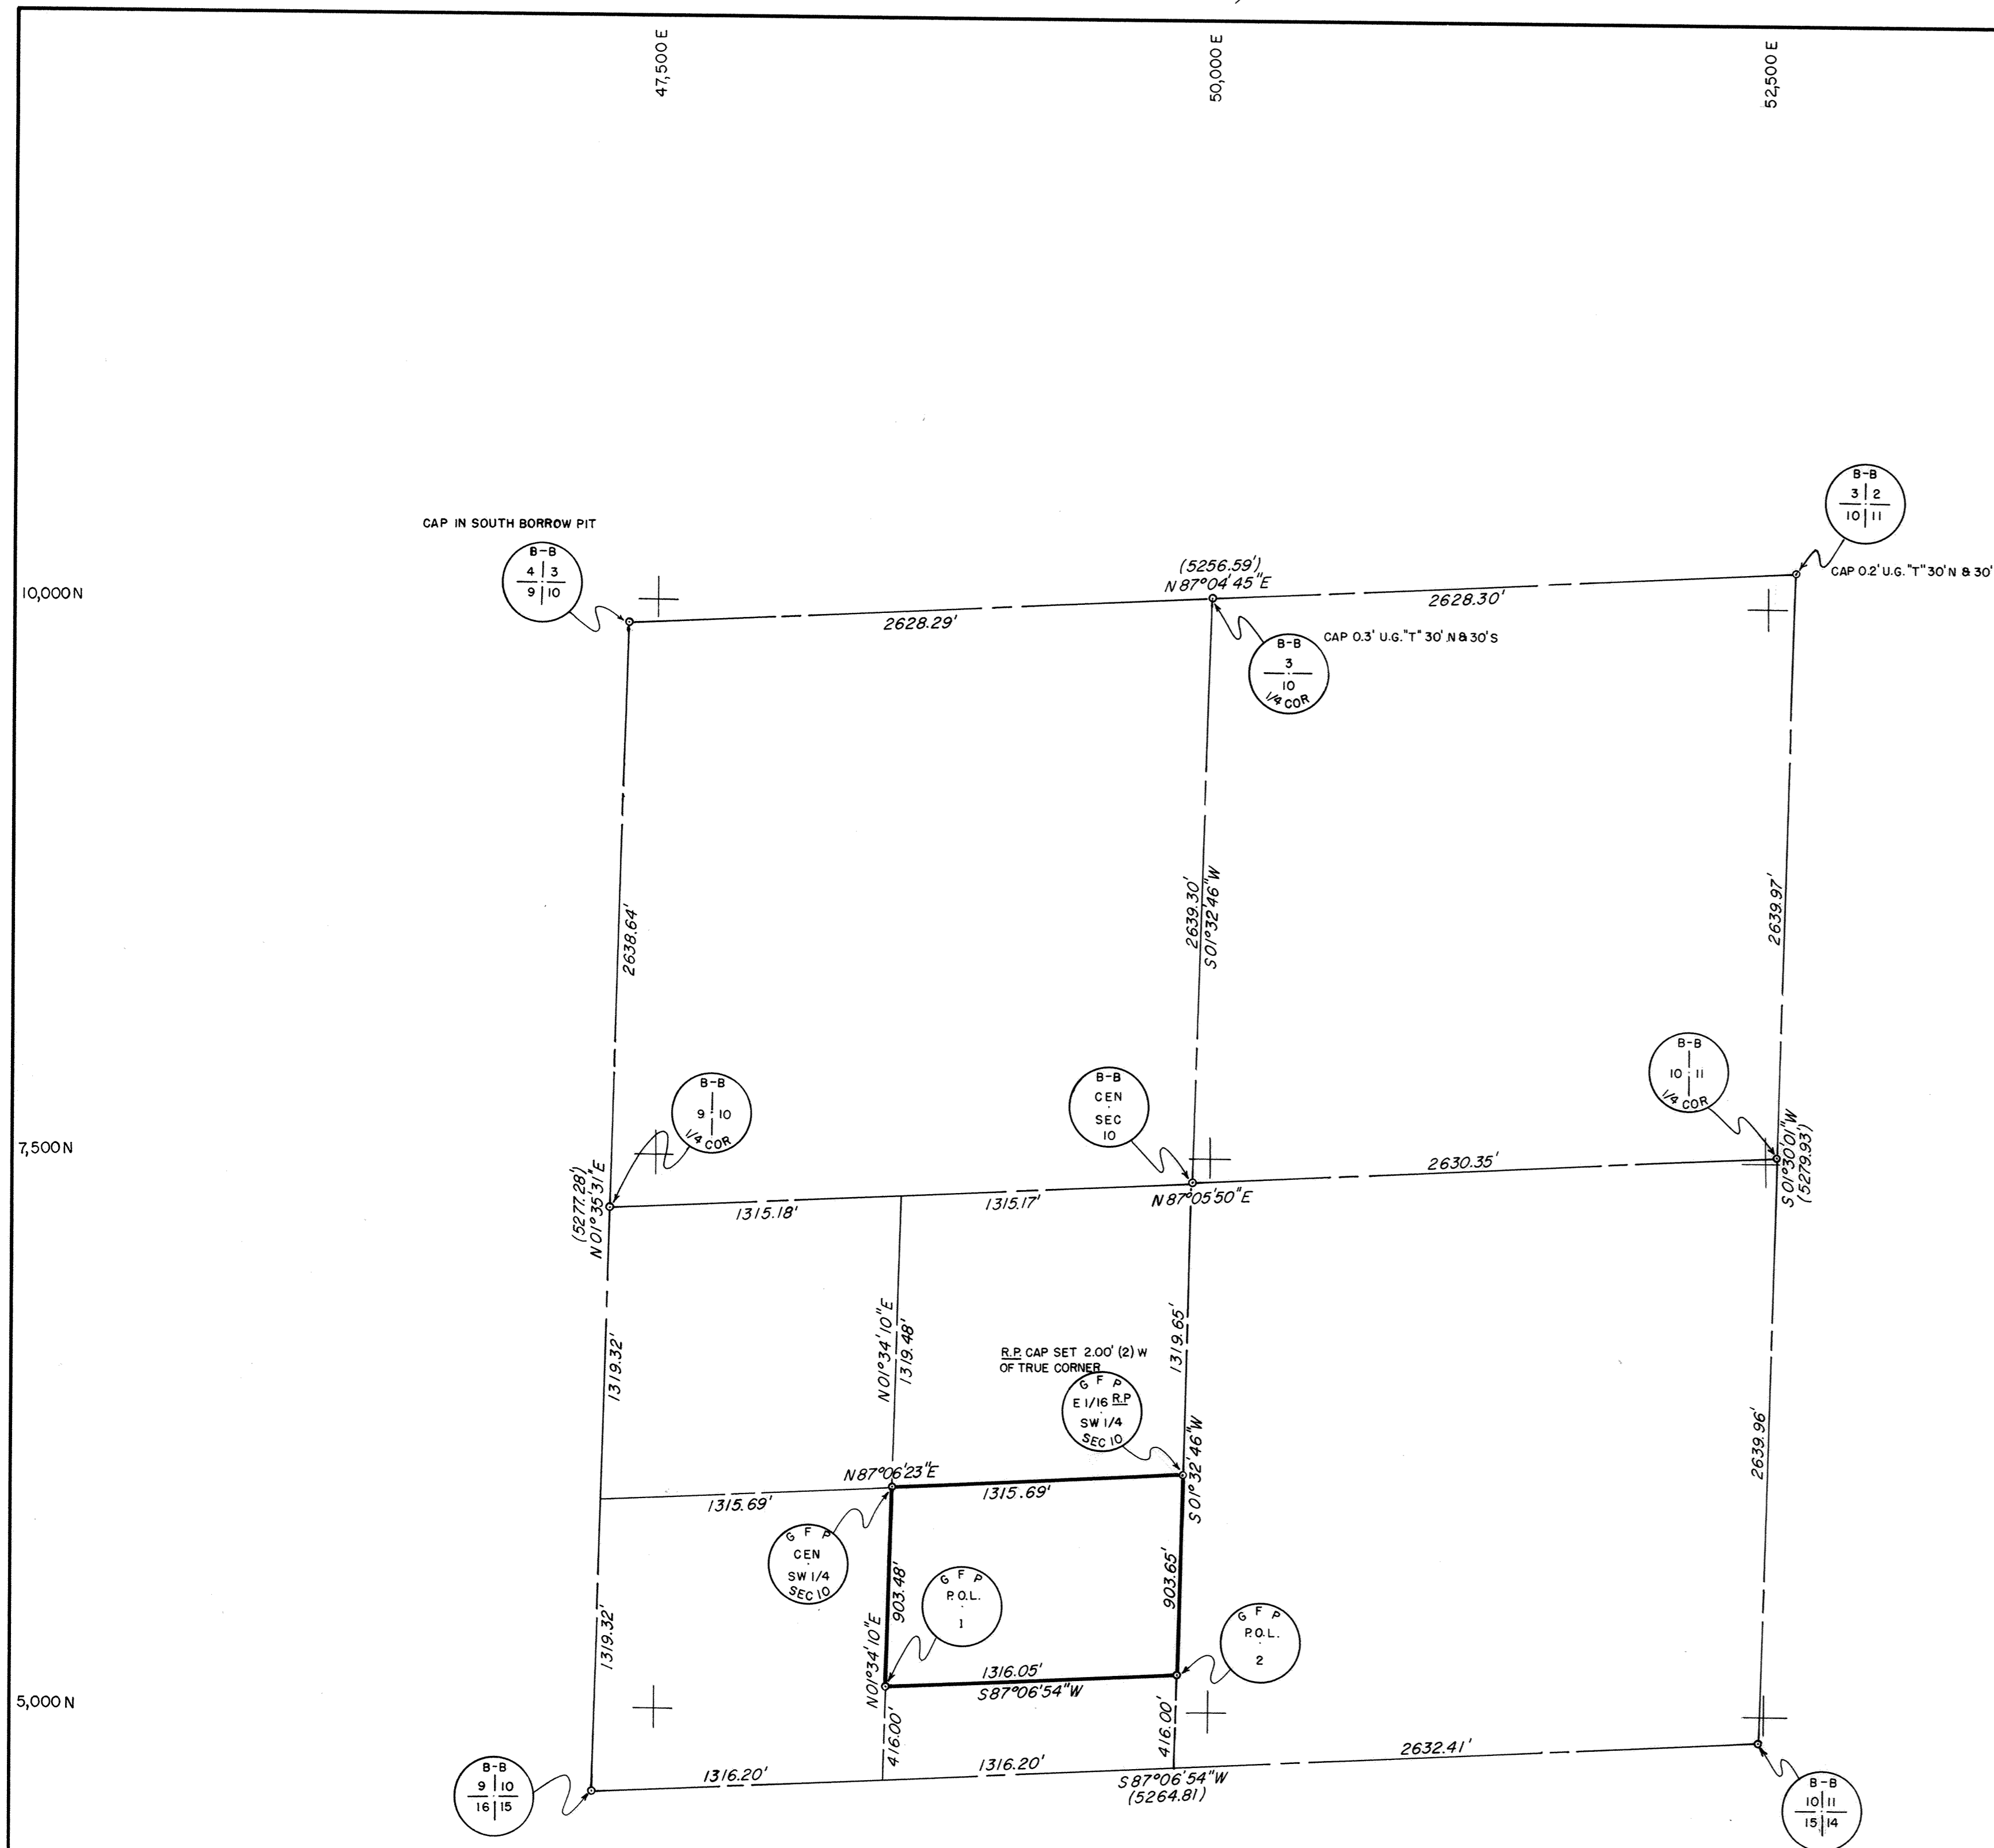 47,500 E
50,000 E
52,500 E
B-B
3 2
10 11
CAP IN SOUTH BORROW PIT
B-B
4 3
9 10
10,000 N
(5256.59')
N 87°04'45"E
2628.29'
2628.30'
CAP 0.2' U.G. "T" 30' N & 30'
CAP 0.3' U.G. "T" 30' N & 30' S
B-B
3
10
1/4 COR
2638.64'
2639.30'
S 01°32'46"W
2639.97'
B-B
9 10
1/4 COR
B-B
CEN
SEC
10
B-B
10 11
1/4 COR
7,500 N
(5277.28')
N 01°35'31"E
1315.18'
1315.17'
N 87°05'50"E
2630.35'
S 01°30'01"W
(5279.93')
1319.32'
N 01°34'10"E
1319.48'
1319.65'
R.P. CAP SET 2.00' (2) W
OF TRUE CORNER
G F P
E 1/16 R.P
SW 1/4
SEC 10
S 01°32'46"W
2639.96'
N 87°06'23"E
1315.69'
1315.69'
G F P
CEN
SW 1/4
SEC 10
903.48'
G F P
P.O.L.
1
903.65'
G F P
P.O.L.
2
1319.32'
N 01°34'10"E
1316.05'
S 87°06'54"W
5,000 N
416.00'
416.00'
B-B
9 10
16 15
1316.20'
1316.20'
S 87°06'54"W
(5264.81)
2632.41'
B-B
10 11
15 14